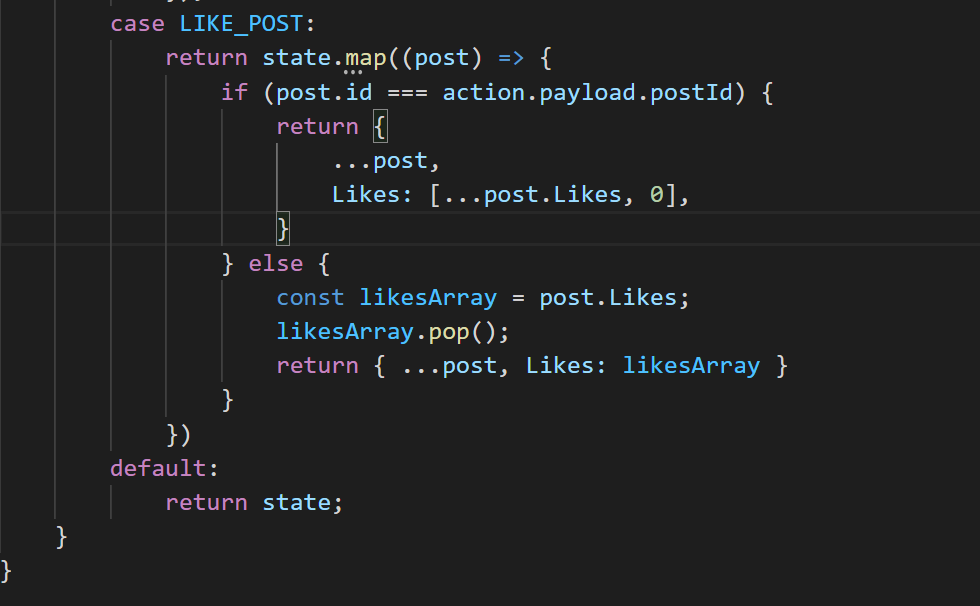 case LIKE_POST:
return state.map((post) => {
if (post.id === action.payload.postId) {
return {
...post,
Likes: [...post.Likes, 0],
}
} else {
const likesArray = post.Likes;
likesArray.pop();
return { ...post, Likes: likesArray }
}
})
default:
return state;
}
}